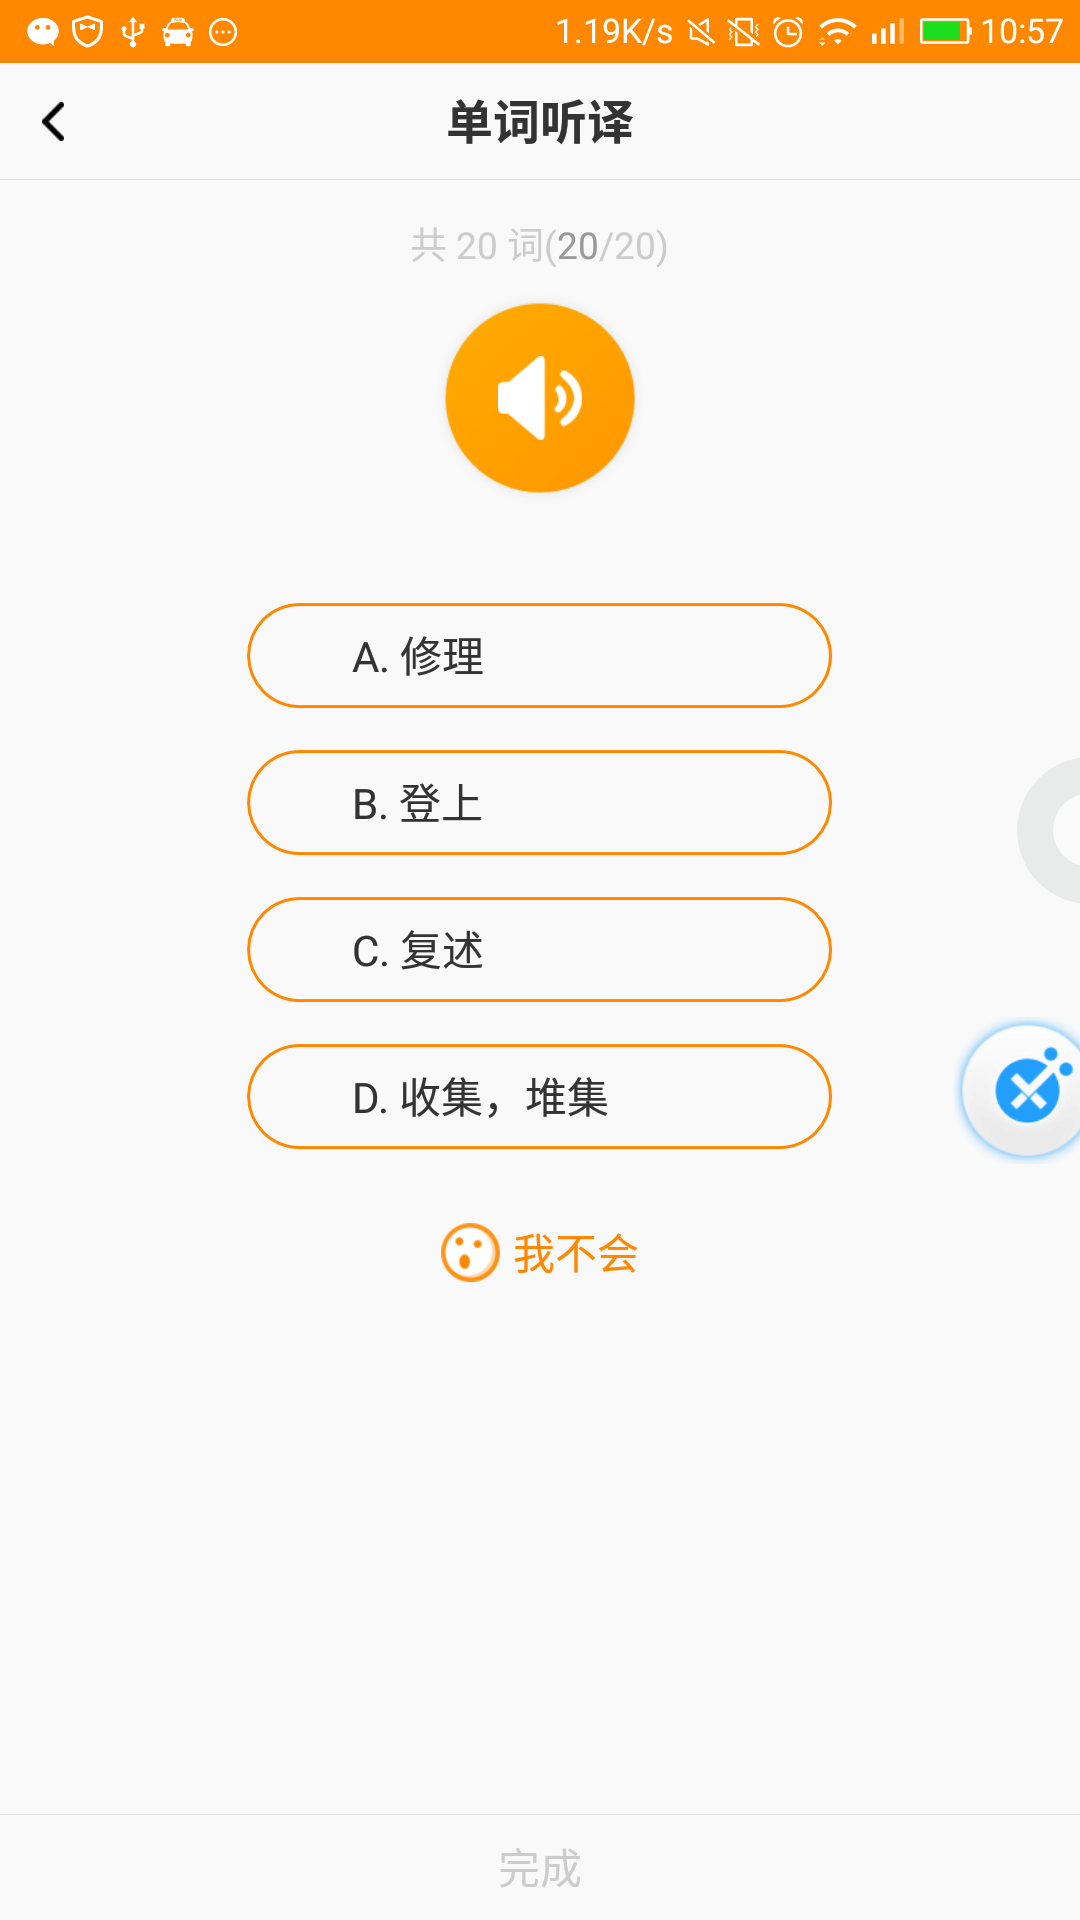 1.19K/s 10:57
单词听译
共 20 词(20/20)
A. 修理
B. 登上
C. 复述
D. 收集，堆集
我不会
完成